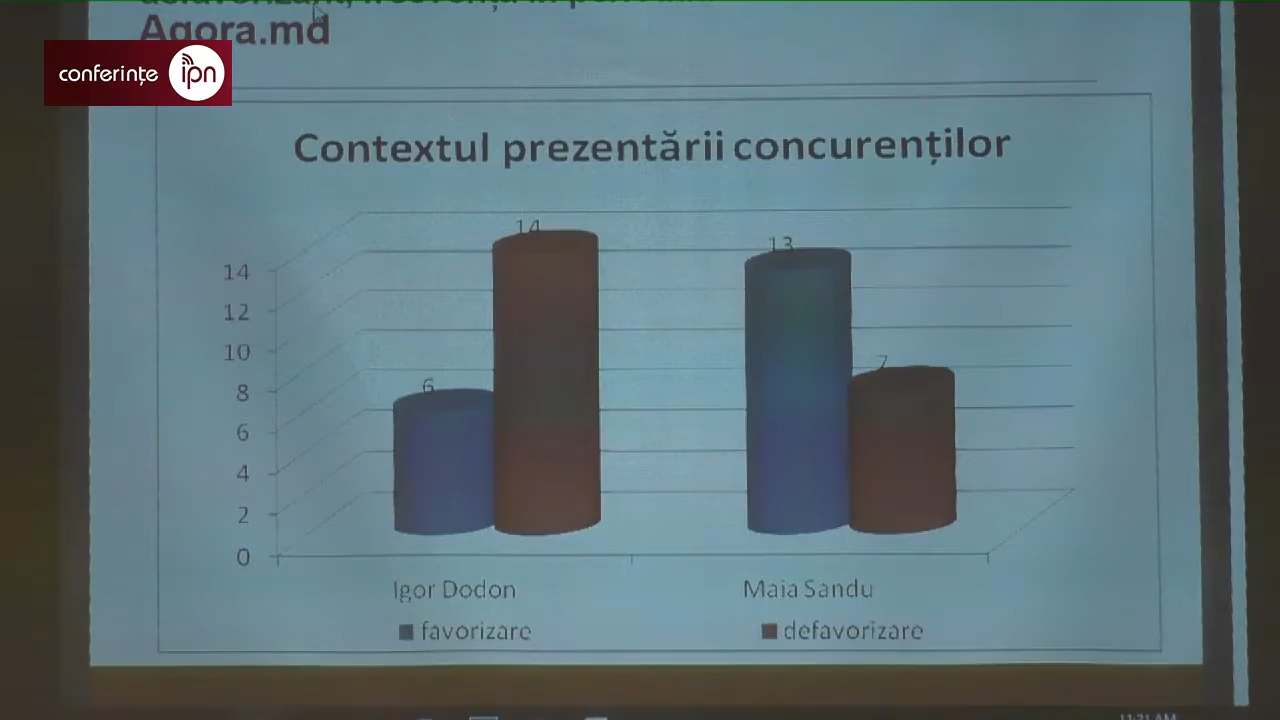 Agora.md
conferințe ipn
Contextul prezentării concurenților
14
12
10
8
6
4
2
0
6
14
13
7
Igor Dodon
Maia Sandu
favorizare
defavorizare